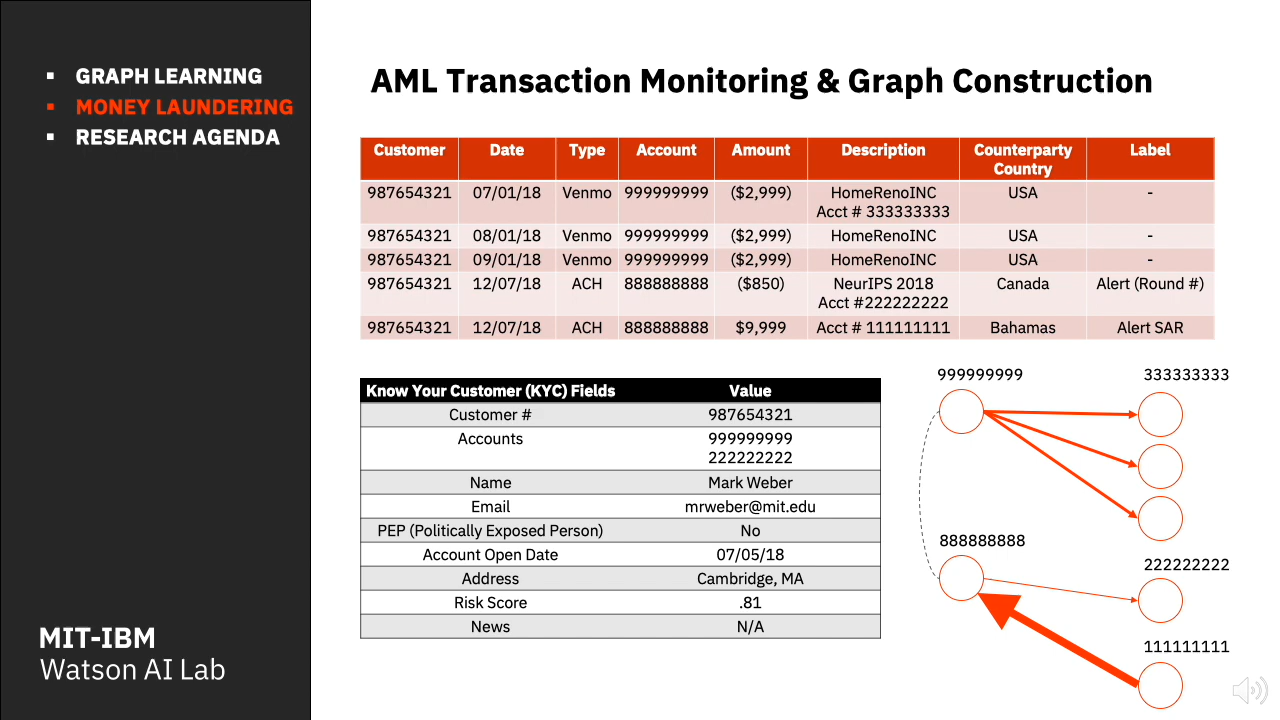 GRAPH LEARNING
MONEY LAUNDERING
RESEARCH AGENDA
MIT-IBM
Watson AI Lab
AML Transaction Monitoring & Graph Construction
Customer Date Type Account Amount Description Counterparty Country Label
987654321 07/01/18 Venmo 999999999 ($2,999) HomeRenoINC Acct # 333333333 USA -
987654321 08/01/18 Venmo 999999999 ($2,999) HomeRenoINC USA -
987654321 09/01/18 Venmo 999999999 ($2,999) HomeRenoINC USA -
987654321 12/07/18 ACH 888888888 ($850) NeurIPS 2018 Acct #222222222 Canada Alert (Round #)
987654321 12/07/18 ACH 888888888 $9,999 Acct # 111111111 Bahamas Alert SAR
Know Your Customer (KYC) Fields Value
Customer # 987654321
Accounts 999999999
222222222
Name Mark Weber
Email mrweber@mit.edu
PEP (Politically Exposed Person) No
Account Open Date 07/05/18
Address Cambridge, MA
Risk Score .81
News N/A
999999999 333333333
888888888
222222222
111111111